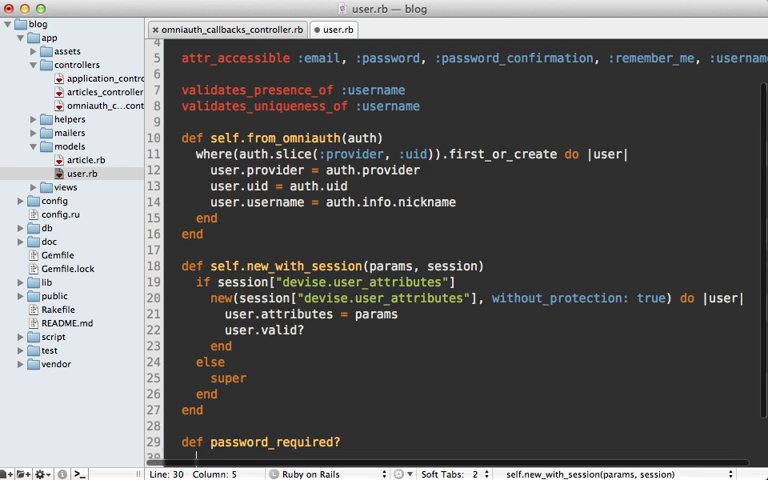 user.rb — blog
blog
app
assets
controllers
application_contro
articles_controller
omniauth_c...cont
helpers
mailers
models
article.rb
user.rb
views
config
config.ru
db
doc
Gemfile
Gemfile.lock
lib
public
Rakefile
README.md
script
test
vendor
omniauth_callbacks_controller.rb
user.rb
4
5 attr_accessible :email, :password, :password_confirmation, :remember_me, :usernam
6
7 validates_presence_of :username
8 validates_uniqueness_of :username
9
10 def self.from_omniauth(auth)
11 where(auth.slice(:provider, :uid)).first_or_create do |user|
12 user.provider = auth.provider
13 user.uid = auth.uid
14 user.username = auth.info.nickname
15 end
16 end
17
18 def self.new_with_session(params, session)
19 if session["devise.user_attributes"]
20 new(session["devise.user_attributes"], without_protection: true) do |user|
21 user.attributes = params
22 user.valid?
23 end
24 else
25 super
26 end
27 end
28
29 def password_required?
30
Line: 30 Column: 5
Ruby on Rails
Soft Tabs: 2
self.new_with_session(params, session)